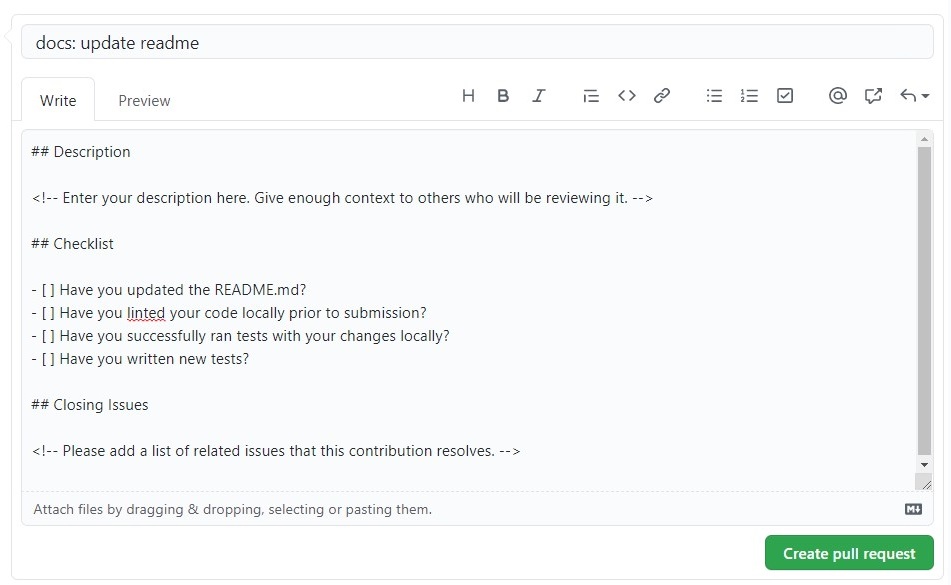 docs: update readme
Write Preview H B I
## Description
<!-- Enter your description here. Give enough context to others who will be reviewing it. -->
## Checklist
- [ ] Have you updated the README.md?
- [ ] Have you linted your code locally prior to submission?
- [ ] Have you successfully ran tests with your changes locally?
- [ ] Have you written new tests?
## Closing Issues
<!-- Please add a list of related issues that this contribution resolves. -->
Attach files by dragging & dropping, selecting or pasting them.
Create pull request